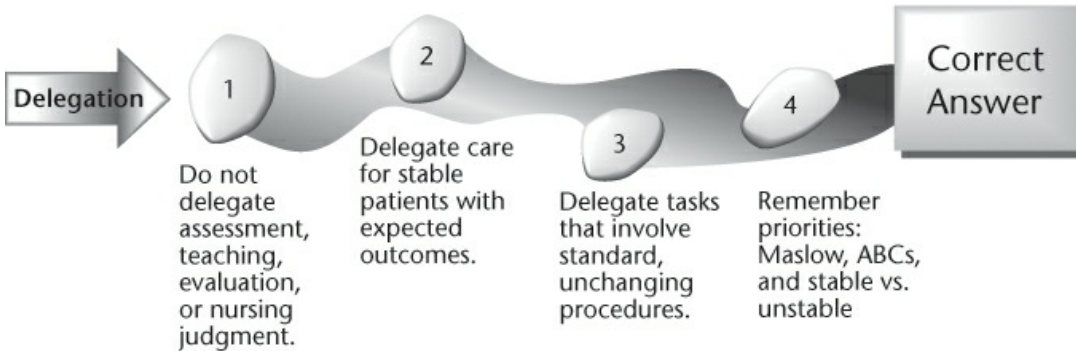 Delegation
1
Do not
delegate
assessment,
teaching,
evaluation,
or nursing
judgment.
2
Delegate care
for stable
patients with
expected
outcomes.
3
Delegate tasks
that involve
standard,
unchanging
procedures.
4
Remember
priorities:
Maslow, ABCs,
and stable vs.
unstable
Correct
Answer